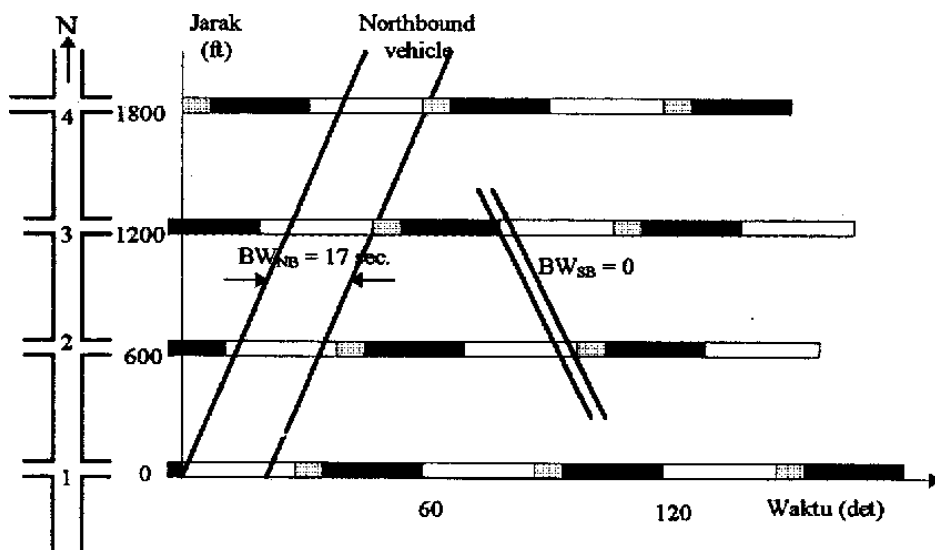 N
Jarak
(ft)
Northbound
vehicle
4
1800
3
1200
BW_NB = 17 sec.
BW_SB = 0
2
600
1
0
60
120
Waktu (det)